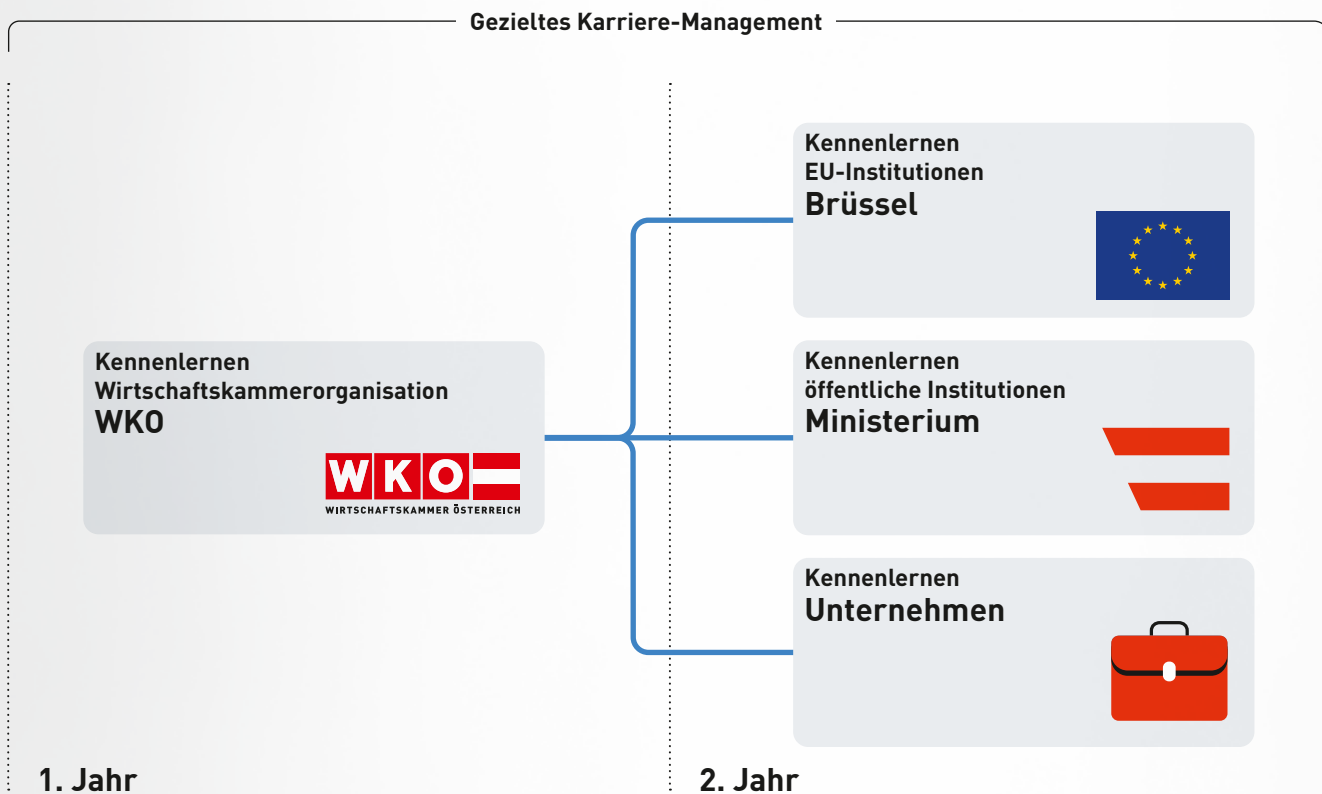 Gezieltes Karriere-Management
Kennenlernen
Wirtschaftskammerorganisation
WKO
WKO
WIRTSCHAFTSKAMMER ÖSTERREICH
Kennenlernen
EU-Institutionen
Brüssel
Kennenlernen
öffentliche Institutionen
Ministerium
Kennenlernen
Unternehmen
1. Jahr
2. Jahr